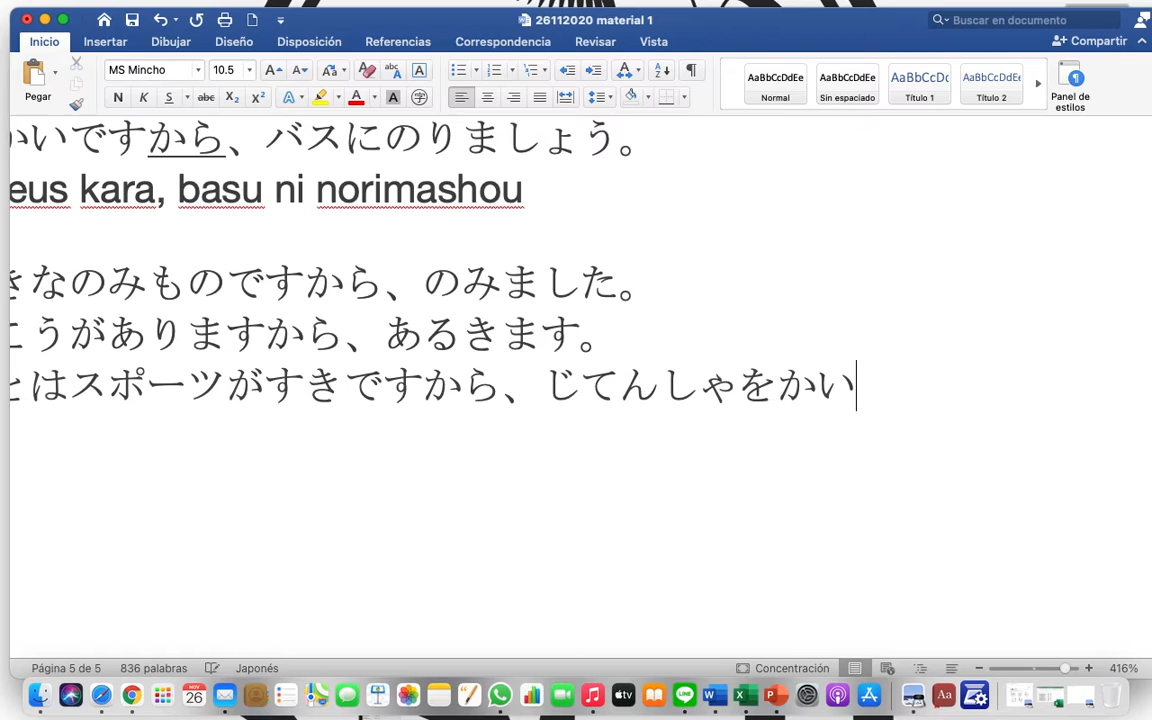 26112020 material 1
Buscar en documento
Inicio Insertar Dibujar Diseño Disposición Referencias Correspondencia Revisar Vista
Compartir
Pegar
MS Mincho 10.5
N K S abc X₂ X²
AaBbCcDdEe AaBbCcDdEe AaBbCcDc AaBbCcDdEe
Normal Sin espaciado Título 1 Título 2
Panel de estilos
かいですから、バスにのりましょう。
eus kara, basu ni norimashou
きなのみものですから、のみました。
こうがありますから、あるきます。
とはスポーツがすきですから、じてんしゃをかい
Página 5 de 5 836 palabras Japonés
Concentración 416%
NOV 26